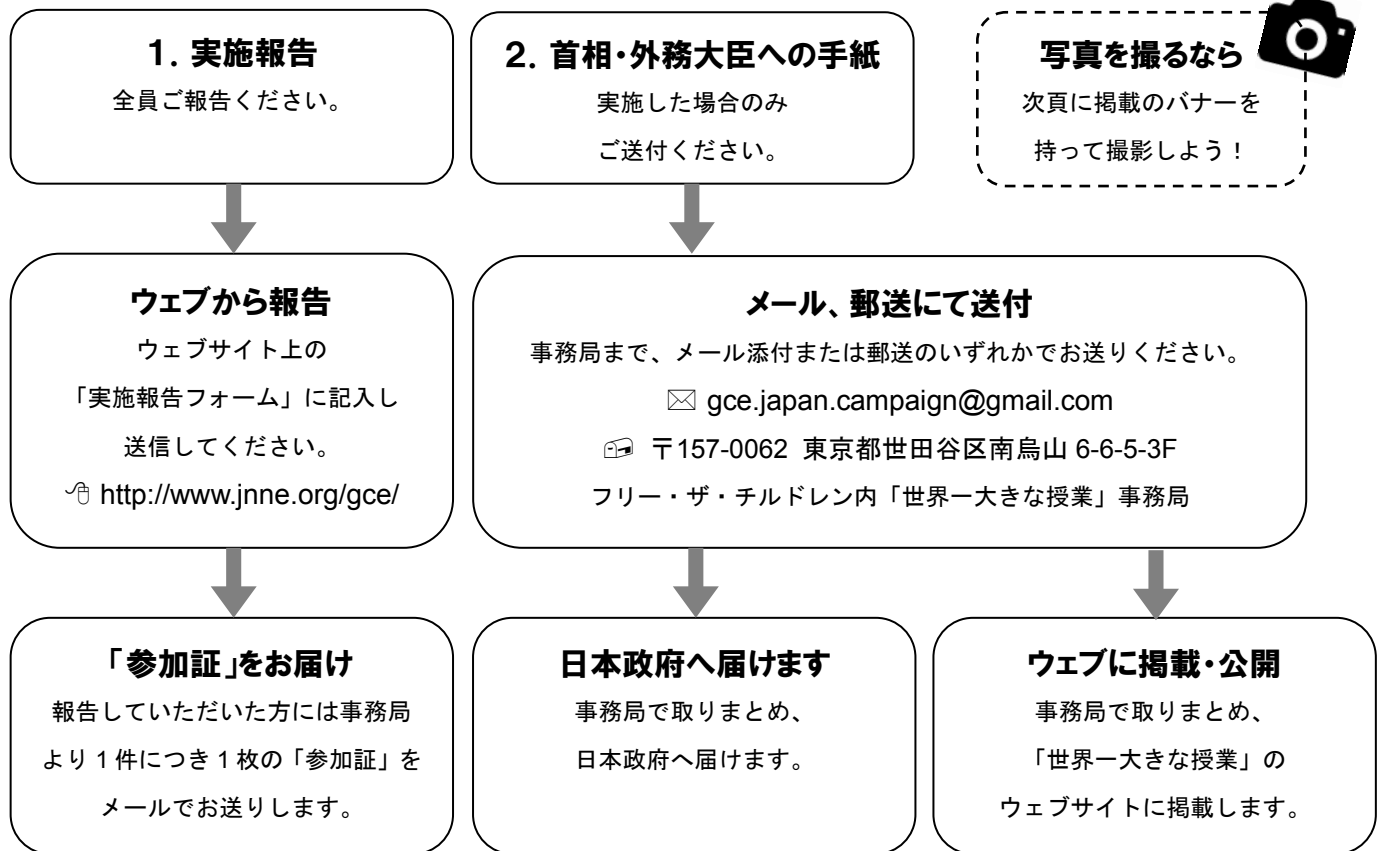 1. 実施報告
全員ご報告ください。
2. 首相・外務大臣への手紙
実施した場合のみ
ご送付ください。
写真を撮るなら
次頁に掲載のバナーを
持って撮影しよう！
ウェブから報告
ウェブサイト上の
「実施報告フォーム」に記入し
送信してください。
http://www.jnne.org/gce/
メール、郵送にて送付
事務局まで、メール添付または郵送のいずれかでお送りください。
gce.japan.campaign@gmail.com
〒157-0062 東京都世田谷区南烏山 6-6-5-3F
フリー・ザ・チルドレン内「世界一大きな授業」事務局
「参加証」をお届け
報告していただいた方には事務局
より 1 件につき 1 枚の「参加証」を
メールでお送りします。
日本政府へ届けます
事務局で取りまとめ、
日本政府へ届けます。
ウェブに掲載・公開
事務局で取りまとめ、
「世界一大きな授業」の
ウェブサイトに掲載します。